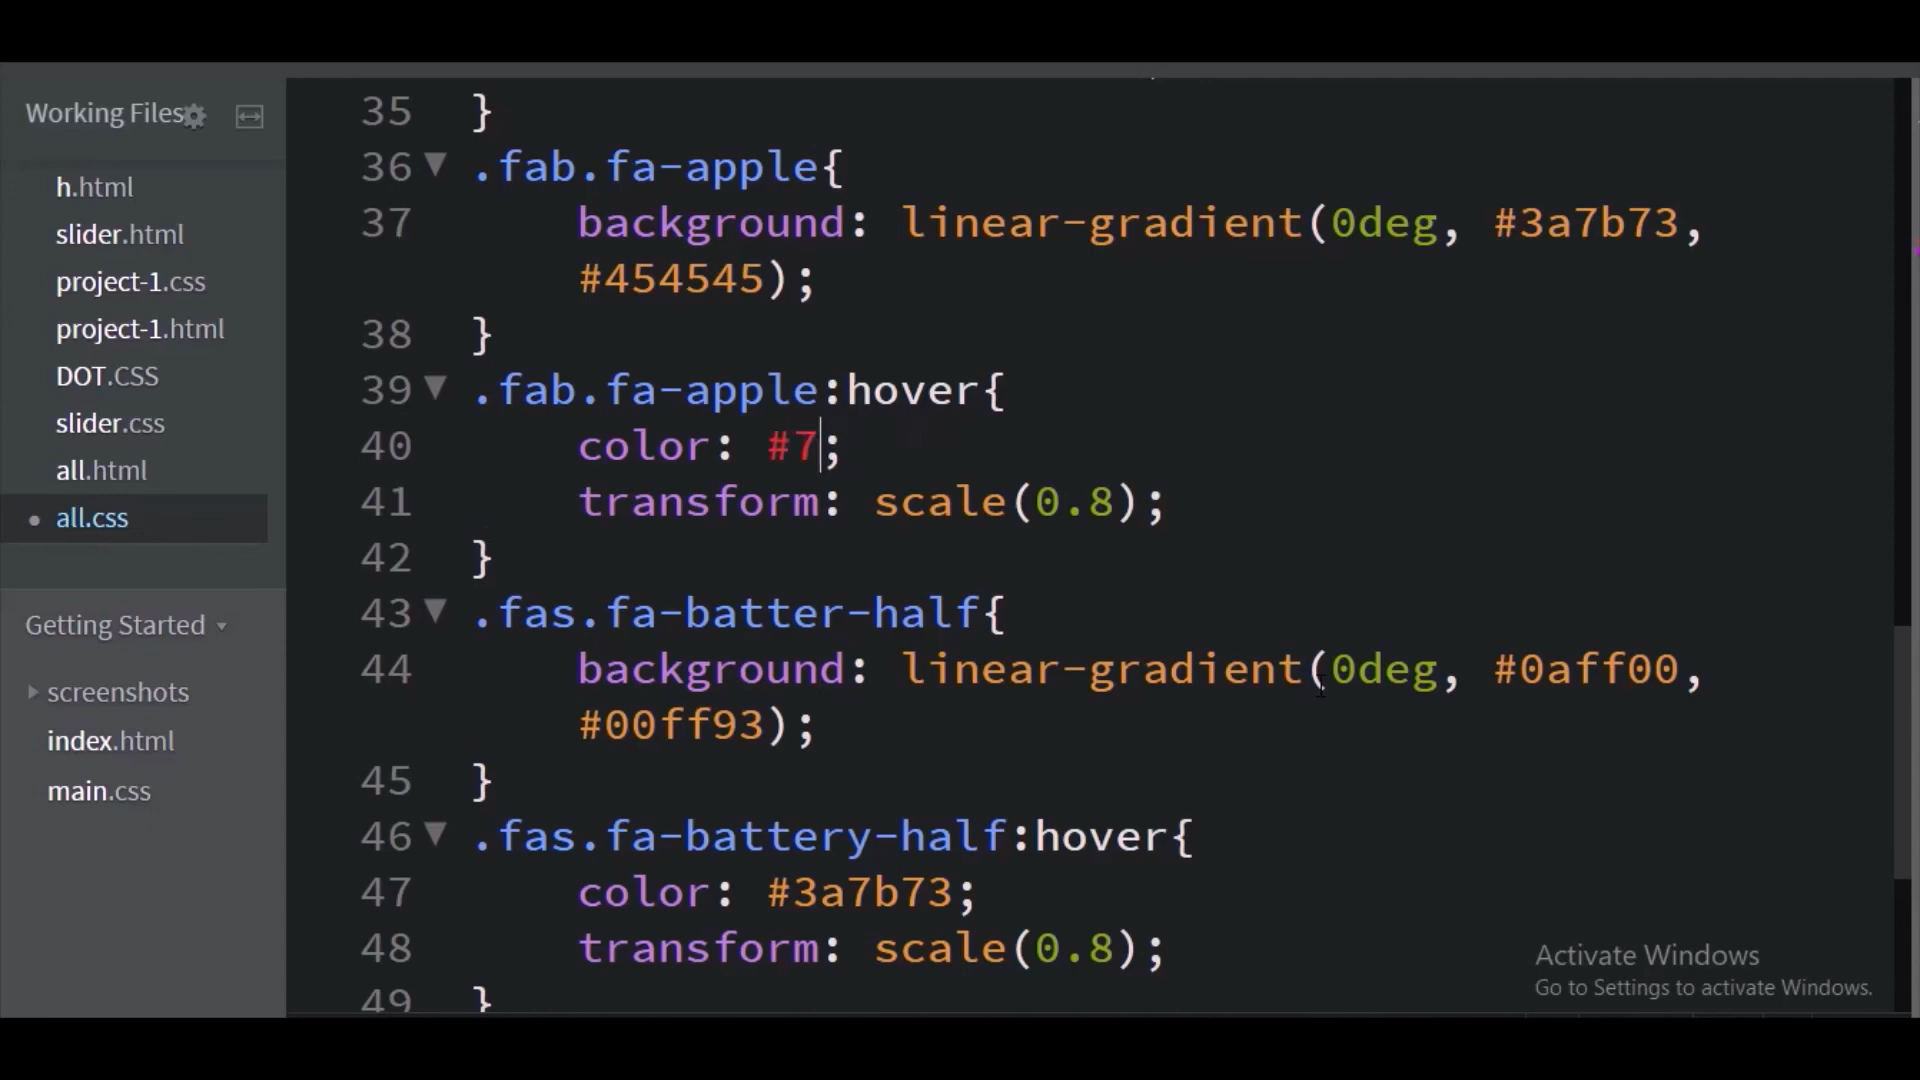 Working Files
h.html
slider.html
project-1.css
project-1.html
DOT.CSS
slider.css
all.html
all.css
Getting Started
screenshots
index.html
main.css
35 }
36 .fab.fa-apple{
37 background: linear-gradient(0deg, #3a7b73,
#454545);
38 }
39 .fab.fa-apple:hover{
40 color: #7;
41 transform: scale(0.8);
42 }
43 .fas.fa-batter-half{
44 background: linear-gradient(0deg, #0aff00,
#00ff93);
45 }
46 .fas.fa-battery-half:hover{
47 color: #3a7b73;
48 transform: scale(0.8);
49 }
Activate Windows
Go to Settings to activate Windows.